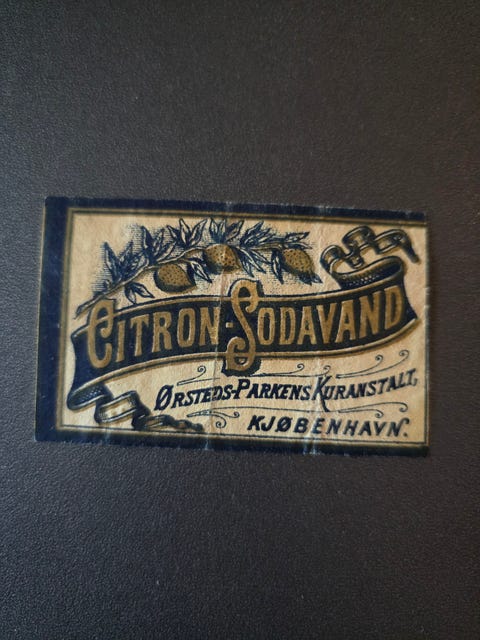 CITRON-SODAVAND
ØRSTEDS-PARKENS KURANSTALT,
KJØBENHAVN.